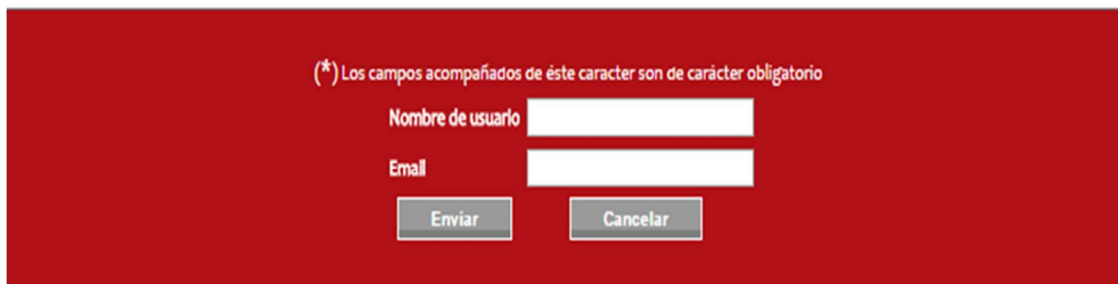 (*) Los campos acompañados de éste caracter son de carácter obligatorio
Nombre de usuario
Email
Enviar Cancelar